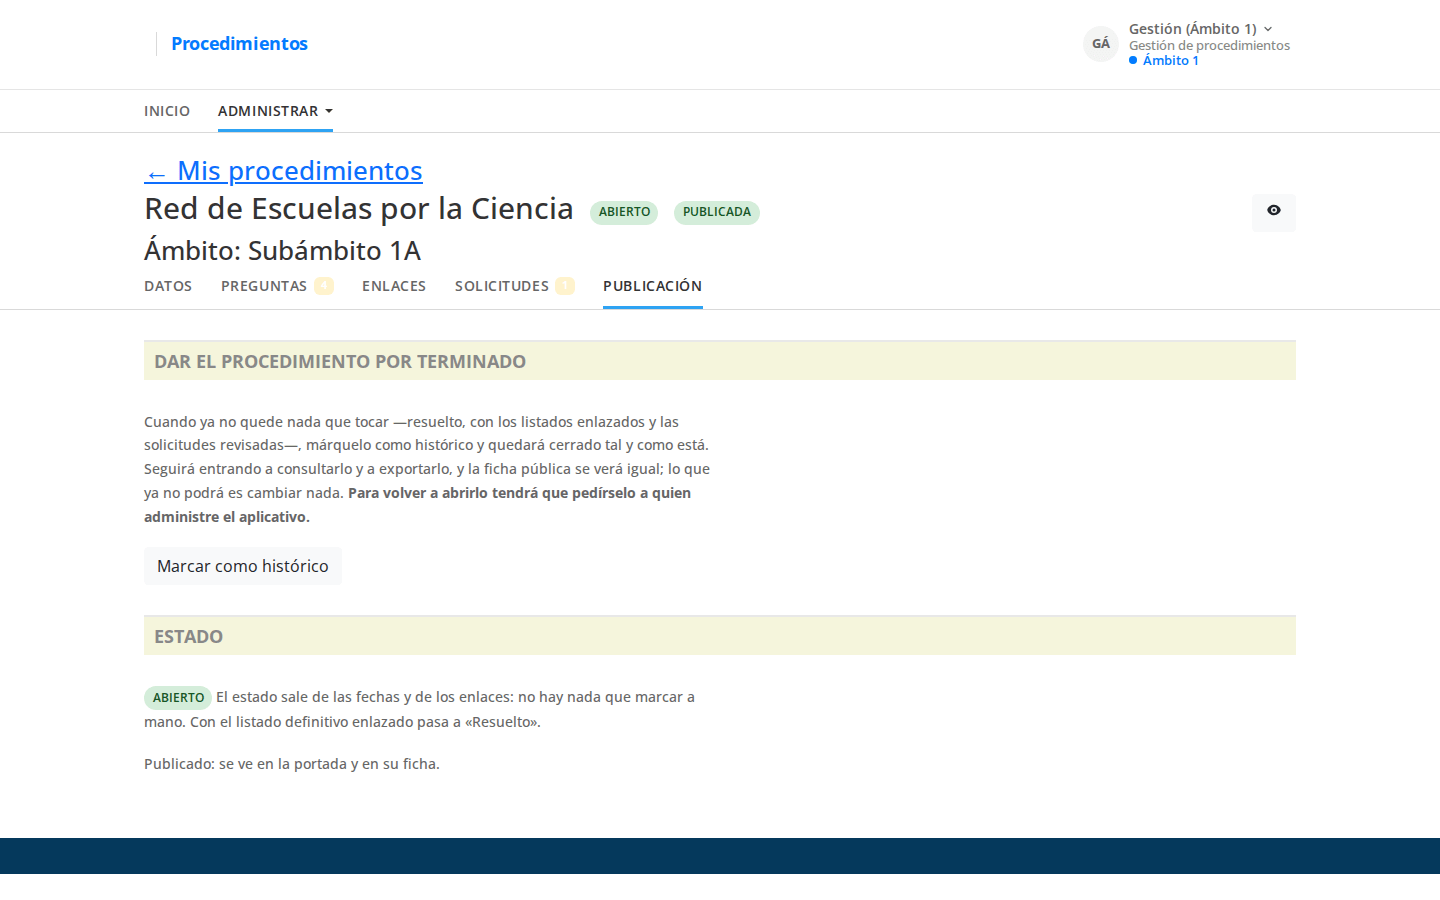 Procedimientos
GÁ
Gestión (Ámbito 1)
Gestión de procedimientos
Ámbito 1
INICIO
ADMINISTRAR
← Mis procedimientos
Red de Escuelas por la Ciencia ABIERTO PUBLICADA
Ámbito: Subámbito 1A
DATOS PREGUNTAS 4 ENLACES SOLICITUDES 1 PUBLICACIÓN
DAR EL PROCEDIMIENTO POR TERMINADO
Cuando ya no quede nada que tocar —resuelto, con los listados enlazados y las
solicitudes revisadas—, márquelo como histórico y quedará cerrado tal y como está.
Seguirá entrando a consultarlo y a exportarlo, y la ficha pública se verá igual; lo que
ya no podrá es cambiar nada. Para volver a abrirlo tendrá que pedírselo a quien
administre el aplicativo.
Marcar como histórico
ESTADO
ABIERTO El estado sale de las fechas y de los enlaces: no hay nada que marcar a
mano. Con el listado definitivo enlazado pasa a «Resuelto».
Publicado: se ve en la portada y en su ficha.